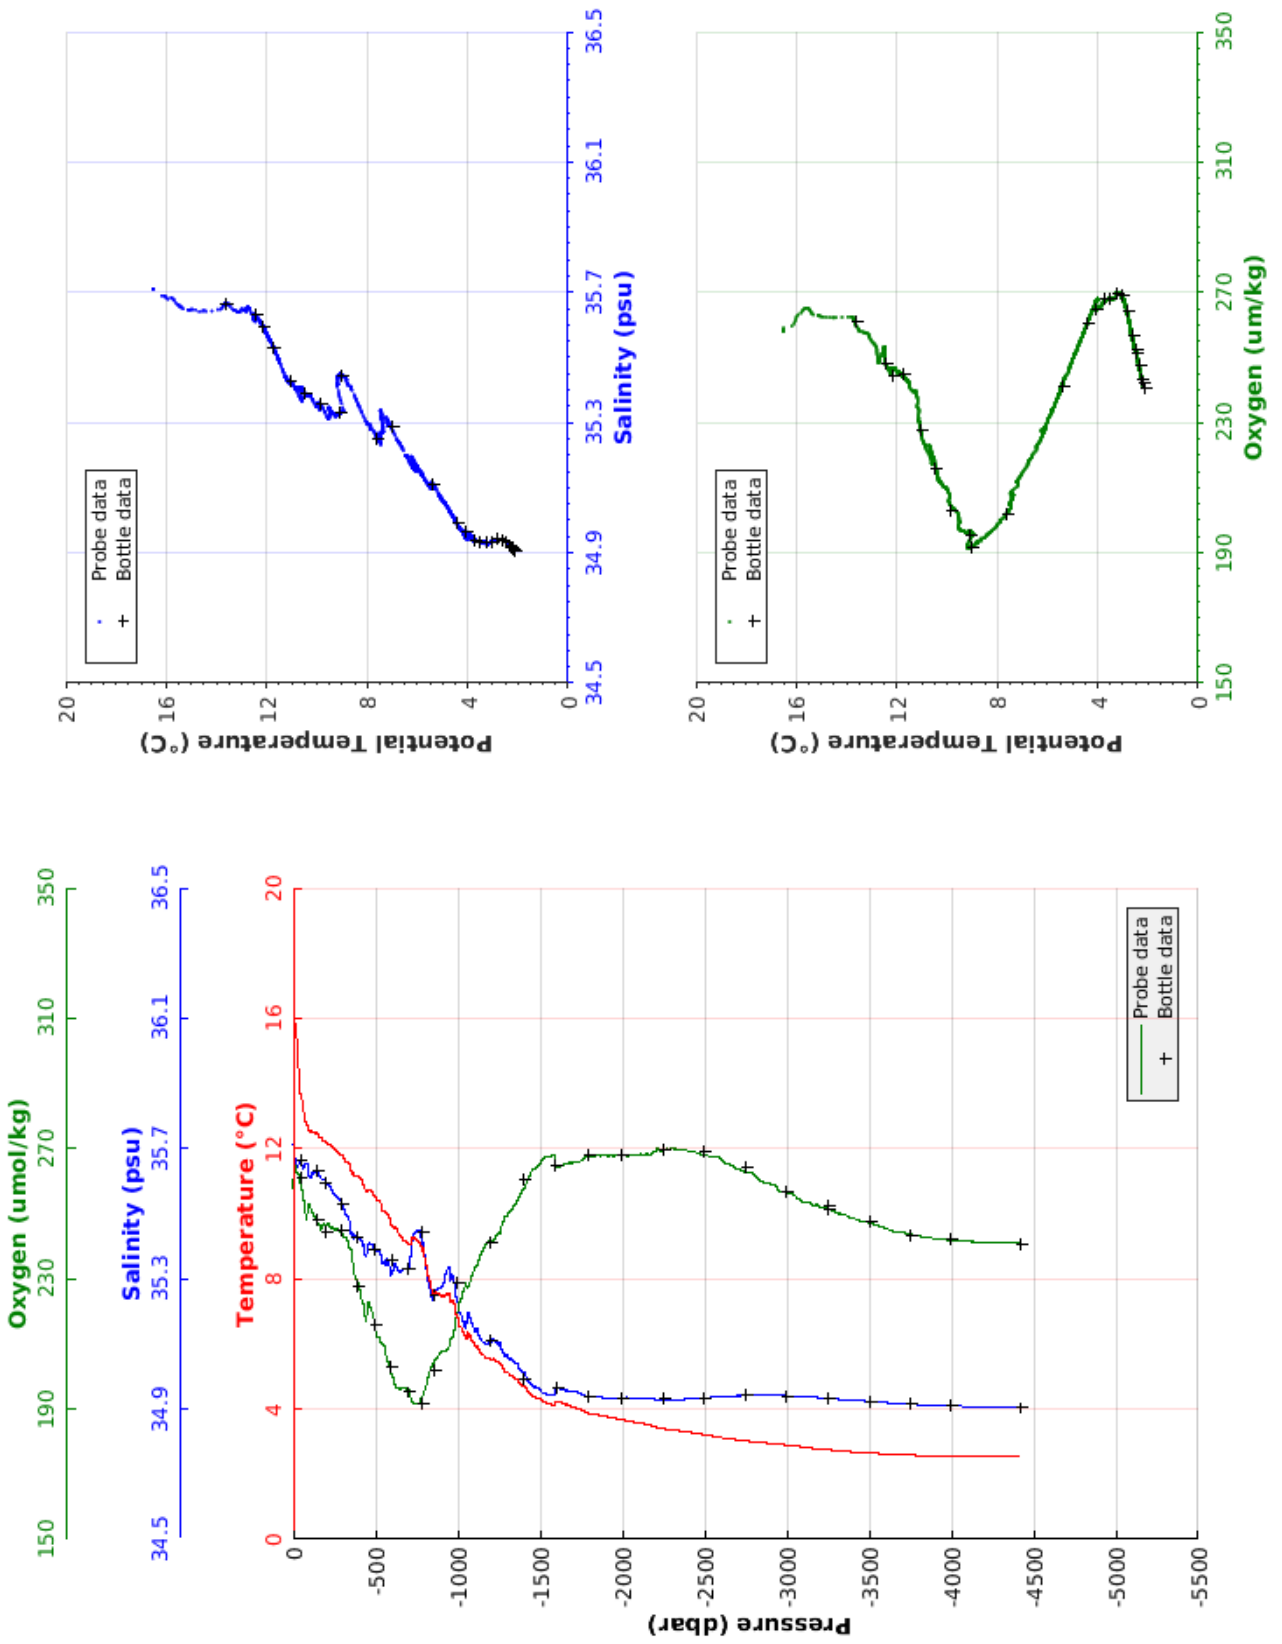 Oxygen (umol/kg)
150 190 230 270 310 350
Salinity (psu)
34.5 34.9 35.3 35.7 36.1 36.5
Temperature (°C)
0 4 8 12 16 20
Pressure (dbar)
0
-500
-1000
-1500
-2000
-2500
-3000
-3500
-4000
-4500
-5000
-5500
Probe data
Bottle data
Potential Temperature (°C)
20
16
12
8
4
0
Probe data
Bottle data
34.5 34.9 35.3 35.7 36.1 36.5
Salinity (psu)
Potential Temperature (°C)
20
16
12
8
4
0
Probe data
Bottle data
150 190 230 270 310 350
Oxygen (um/kg)